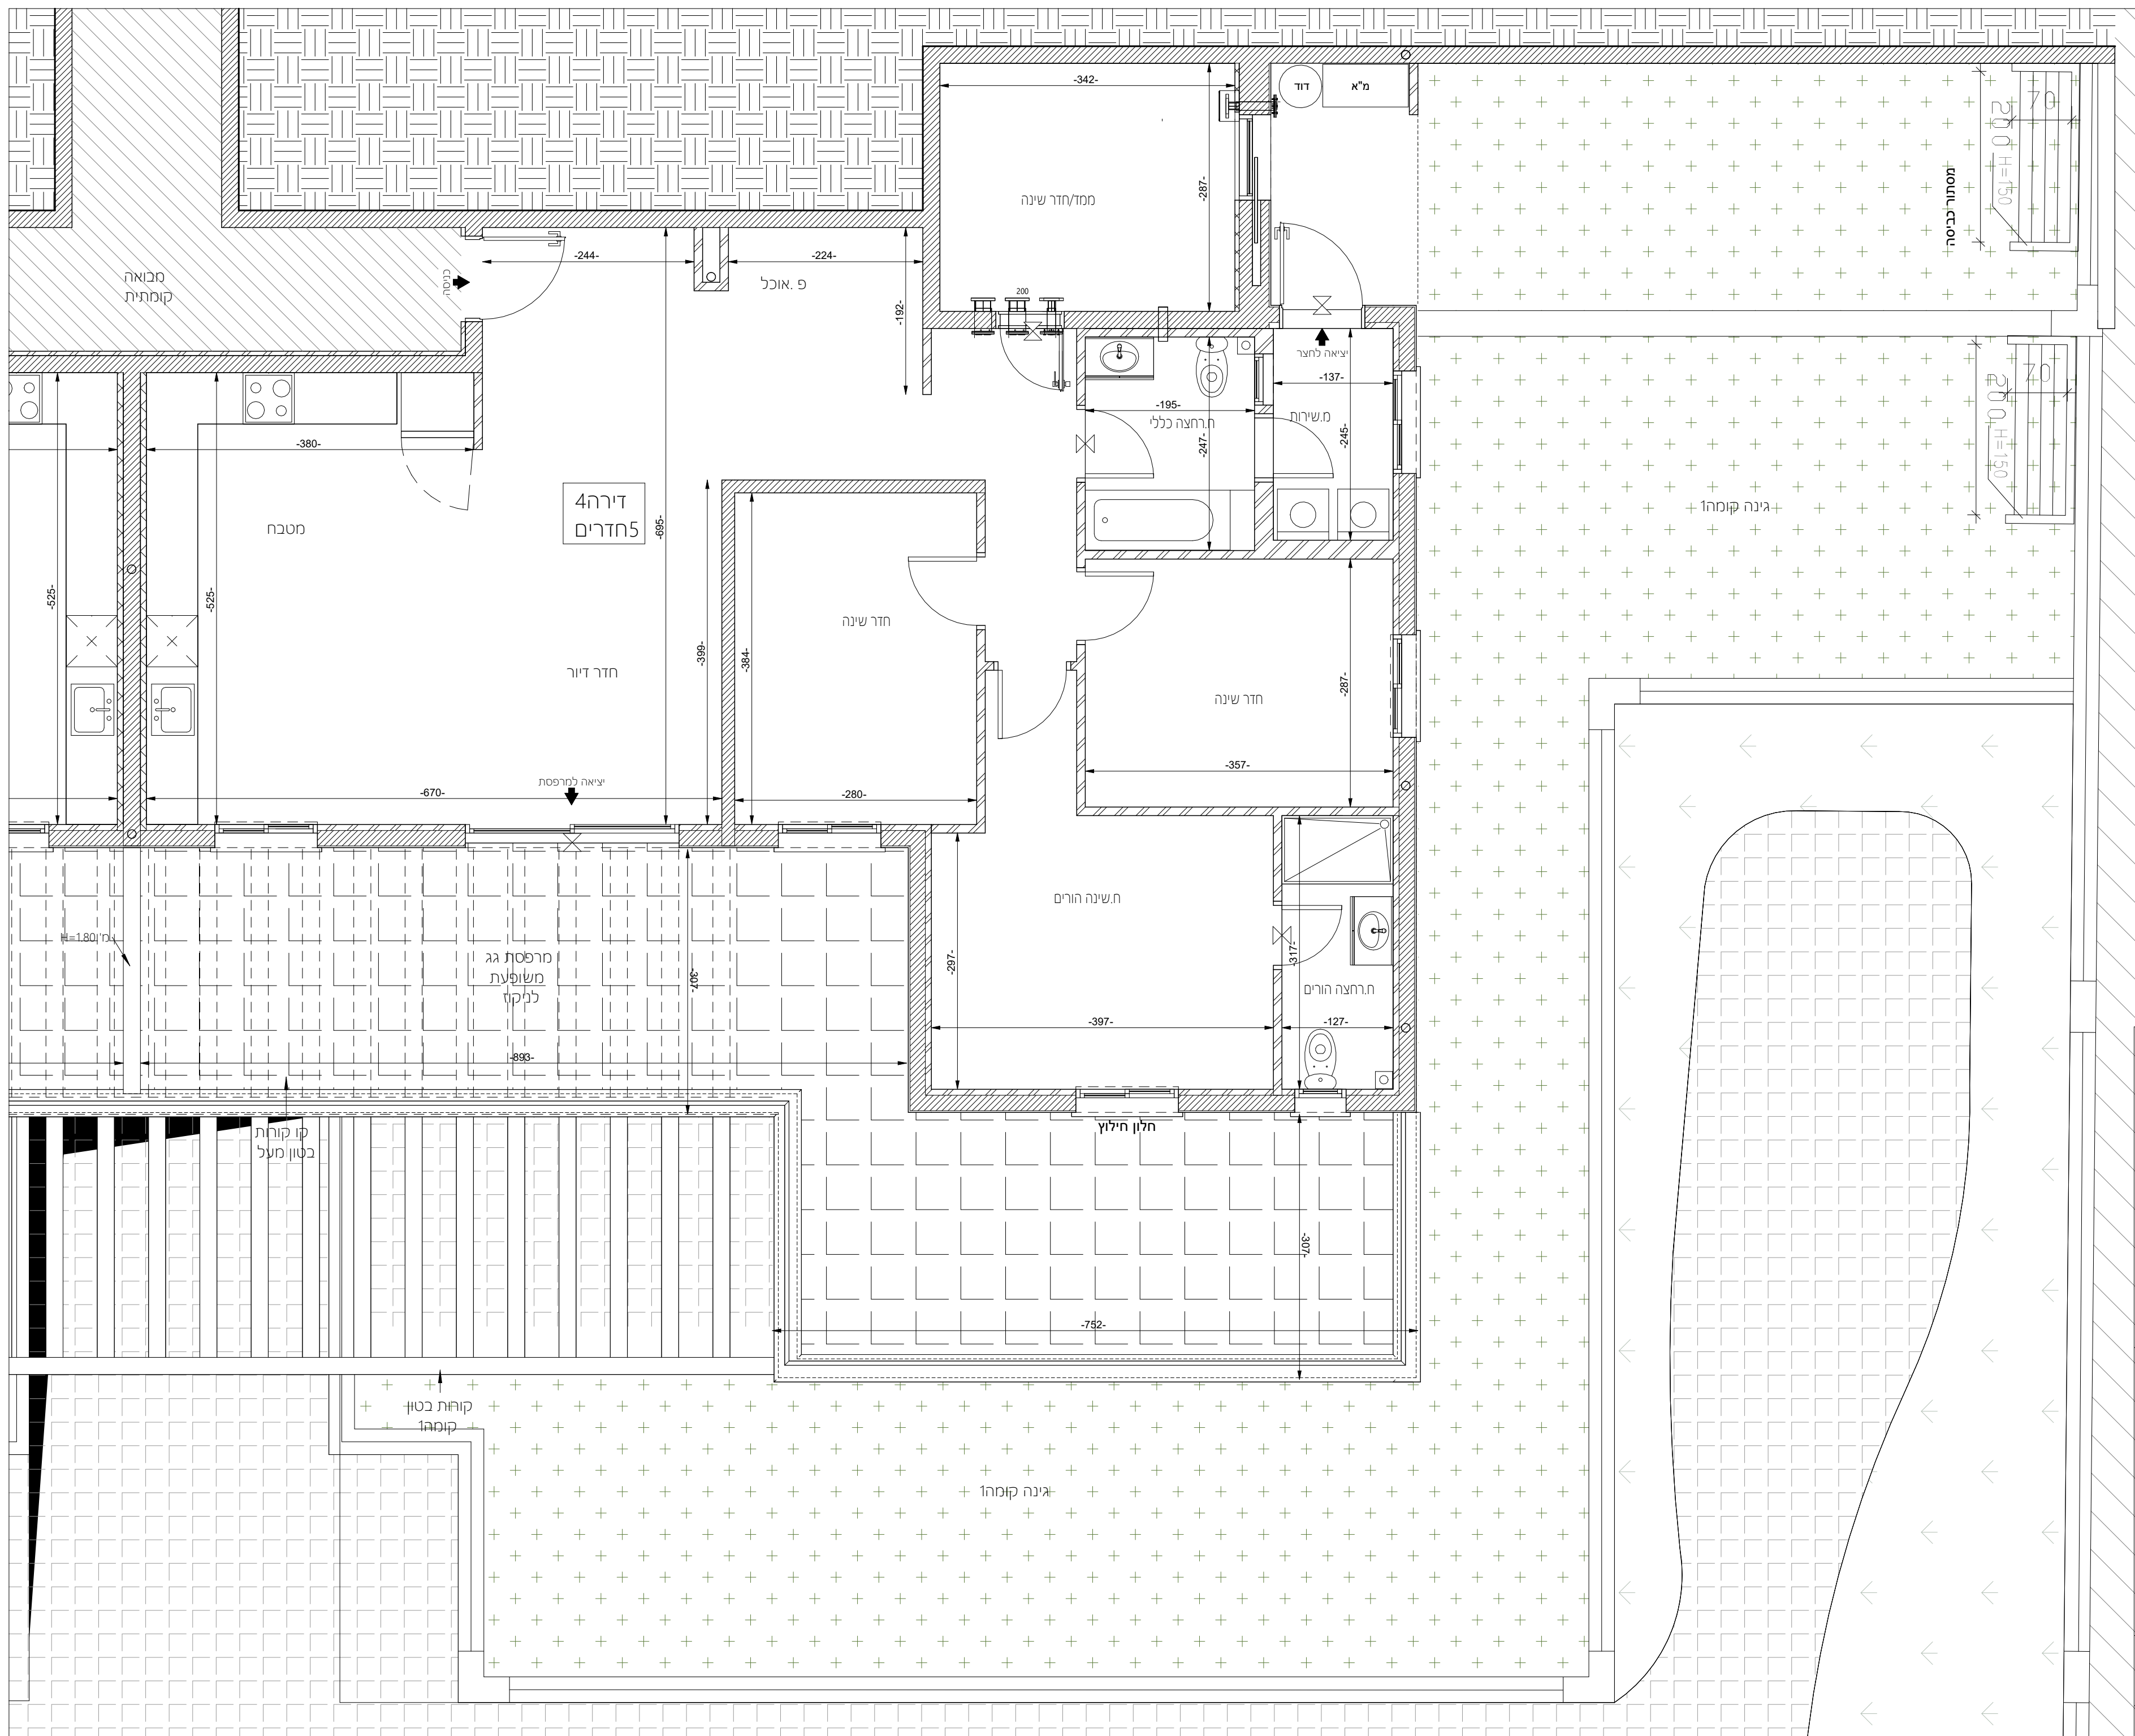 -342-
דוד
מ"א
70
200 H=150
מסתור כביסה
-287-
ממד/חדר שינה
מבואה
קומתית
כניסה
-244-
-224-
פ .אוכל
-192-
200
יציאה לחצר
-137-
מ.שירות
-245-
-195-
ח.רחצה כללי
-247-
70
200 H=150
גינה קומה1
-525-
-380-
-525-
מטבח
דירה4
5חדרים
-695-
-399-
-384-
חדר שינה
חדר דיור
חדר שינה
-287-
-357-
יציאה למרפסת
-670-
-280-
ח.שינה הורים
-297-
-317-
ח.רחצה הורים
-397-
-127-
H=1.80
מרפסת גג
משופעת
לניקוז
-307-
-893-
קו קורות
בטון מעל
חלון חילוץ
-307-
-752-
קורות בטון
קומה1
גינה קומה1